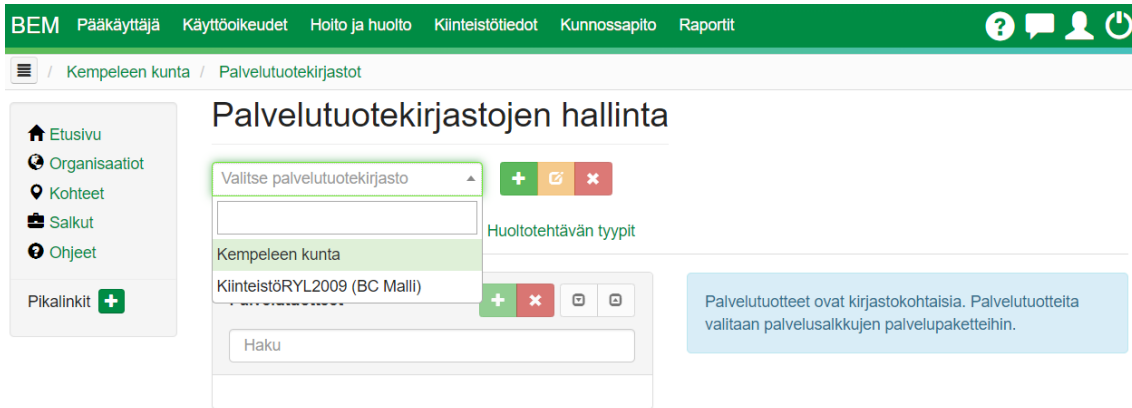 BEM Pääkäyttäjä Käyttöoikeudet Hoito ja huolto Kiinteistötiedot Kunnossapito Raportit
/ Kempeleen kunta / Palvelutuotekirjastot
Palvelutuotekirjastojen hallinta
Etusivu
Organisaatiot
Kohteet
Salkut
Ohjeet
Pikalinkit
Valitse palvelutuotekirjasto
Kempeleen kunta
KiinteistöRYL2009 (BC Malli)
Huoltotehtävän tyypit
Haku
Palvelutuotteet ovat kirjastokohtaisia. Palvelutuotteita
valitaan palvelusalkkujen palvelupaketteihin.